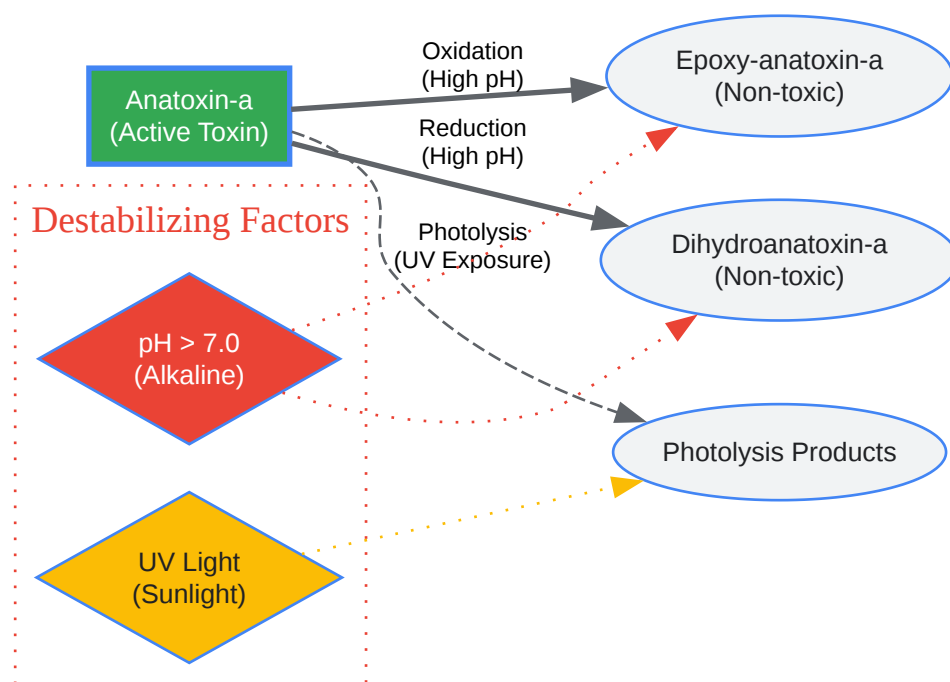 Anatoxin-a
(Active Toxin)
Oxidation
(High pH)
Epoxy-anatoxin-a
(Non-toxic)
Reduction
(High pH)
Destabilizing Factors
Photolysis
(UV Exposure)
Dihydroanatoxin-a
(Non-toxic)
pH > 7.0
(Alkaline)
Photolysis Products
UV Light
(Sunlight)